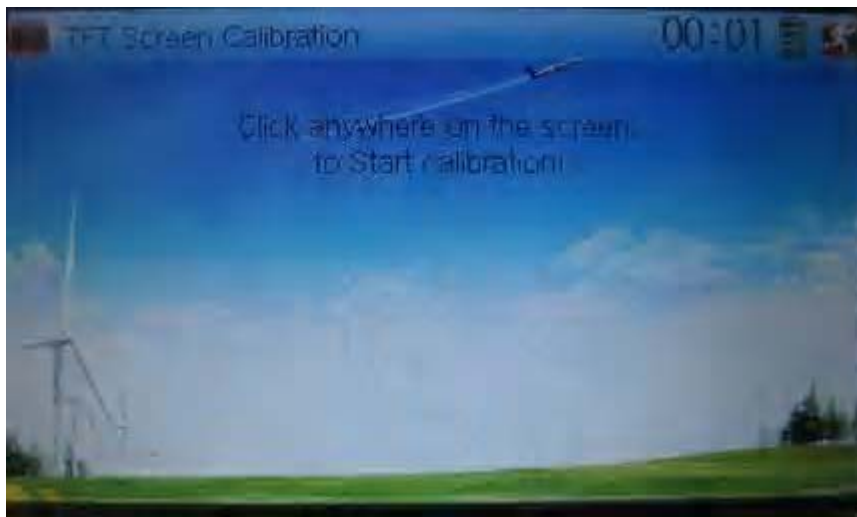 TFT Screen Calibration 00:01
Click anywhere on the screen
to Start calibration!